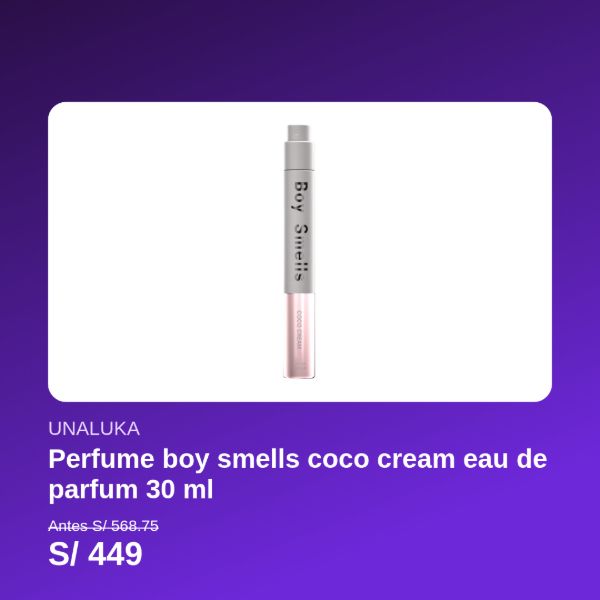 Boy Smells
COCO CREAM
UNALUKA
Perfume boy smells coco cream eau de
parfum 30 ml
Antes S/ 568.75
S/ 449